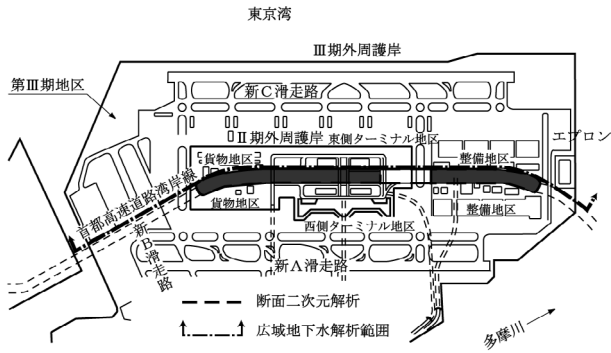 東京湾
Ⅲ期外周護岸
第Ⅲ期地区
新C滑走路
Ⅱ期外周護岸
東側ターミナル地区
エプロン
貨物地区
整備地区
首都高速道路湾岸線
貨物地区
整備地区
西側ターミナル地区
新B滑走路
新A滑走路
断面二次元解析
広域地下水解析範囲
多摩川